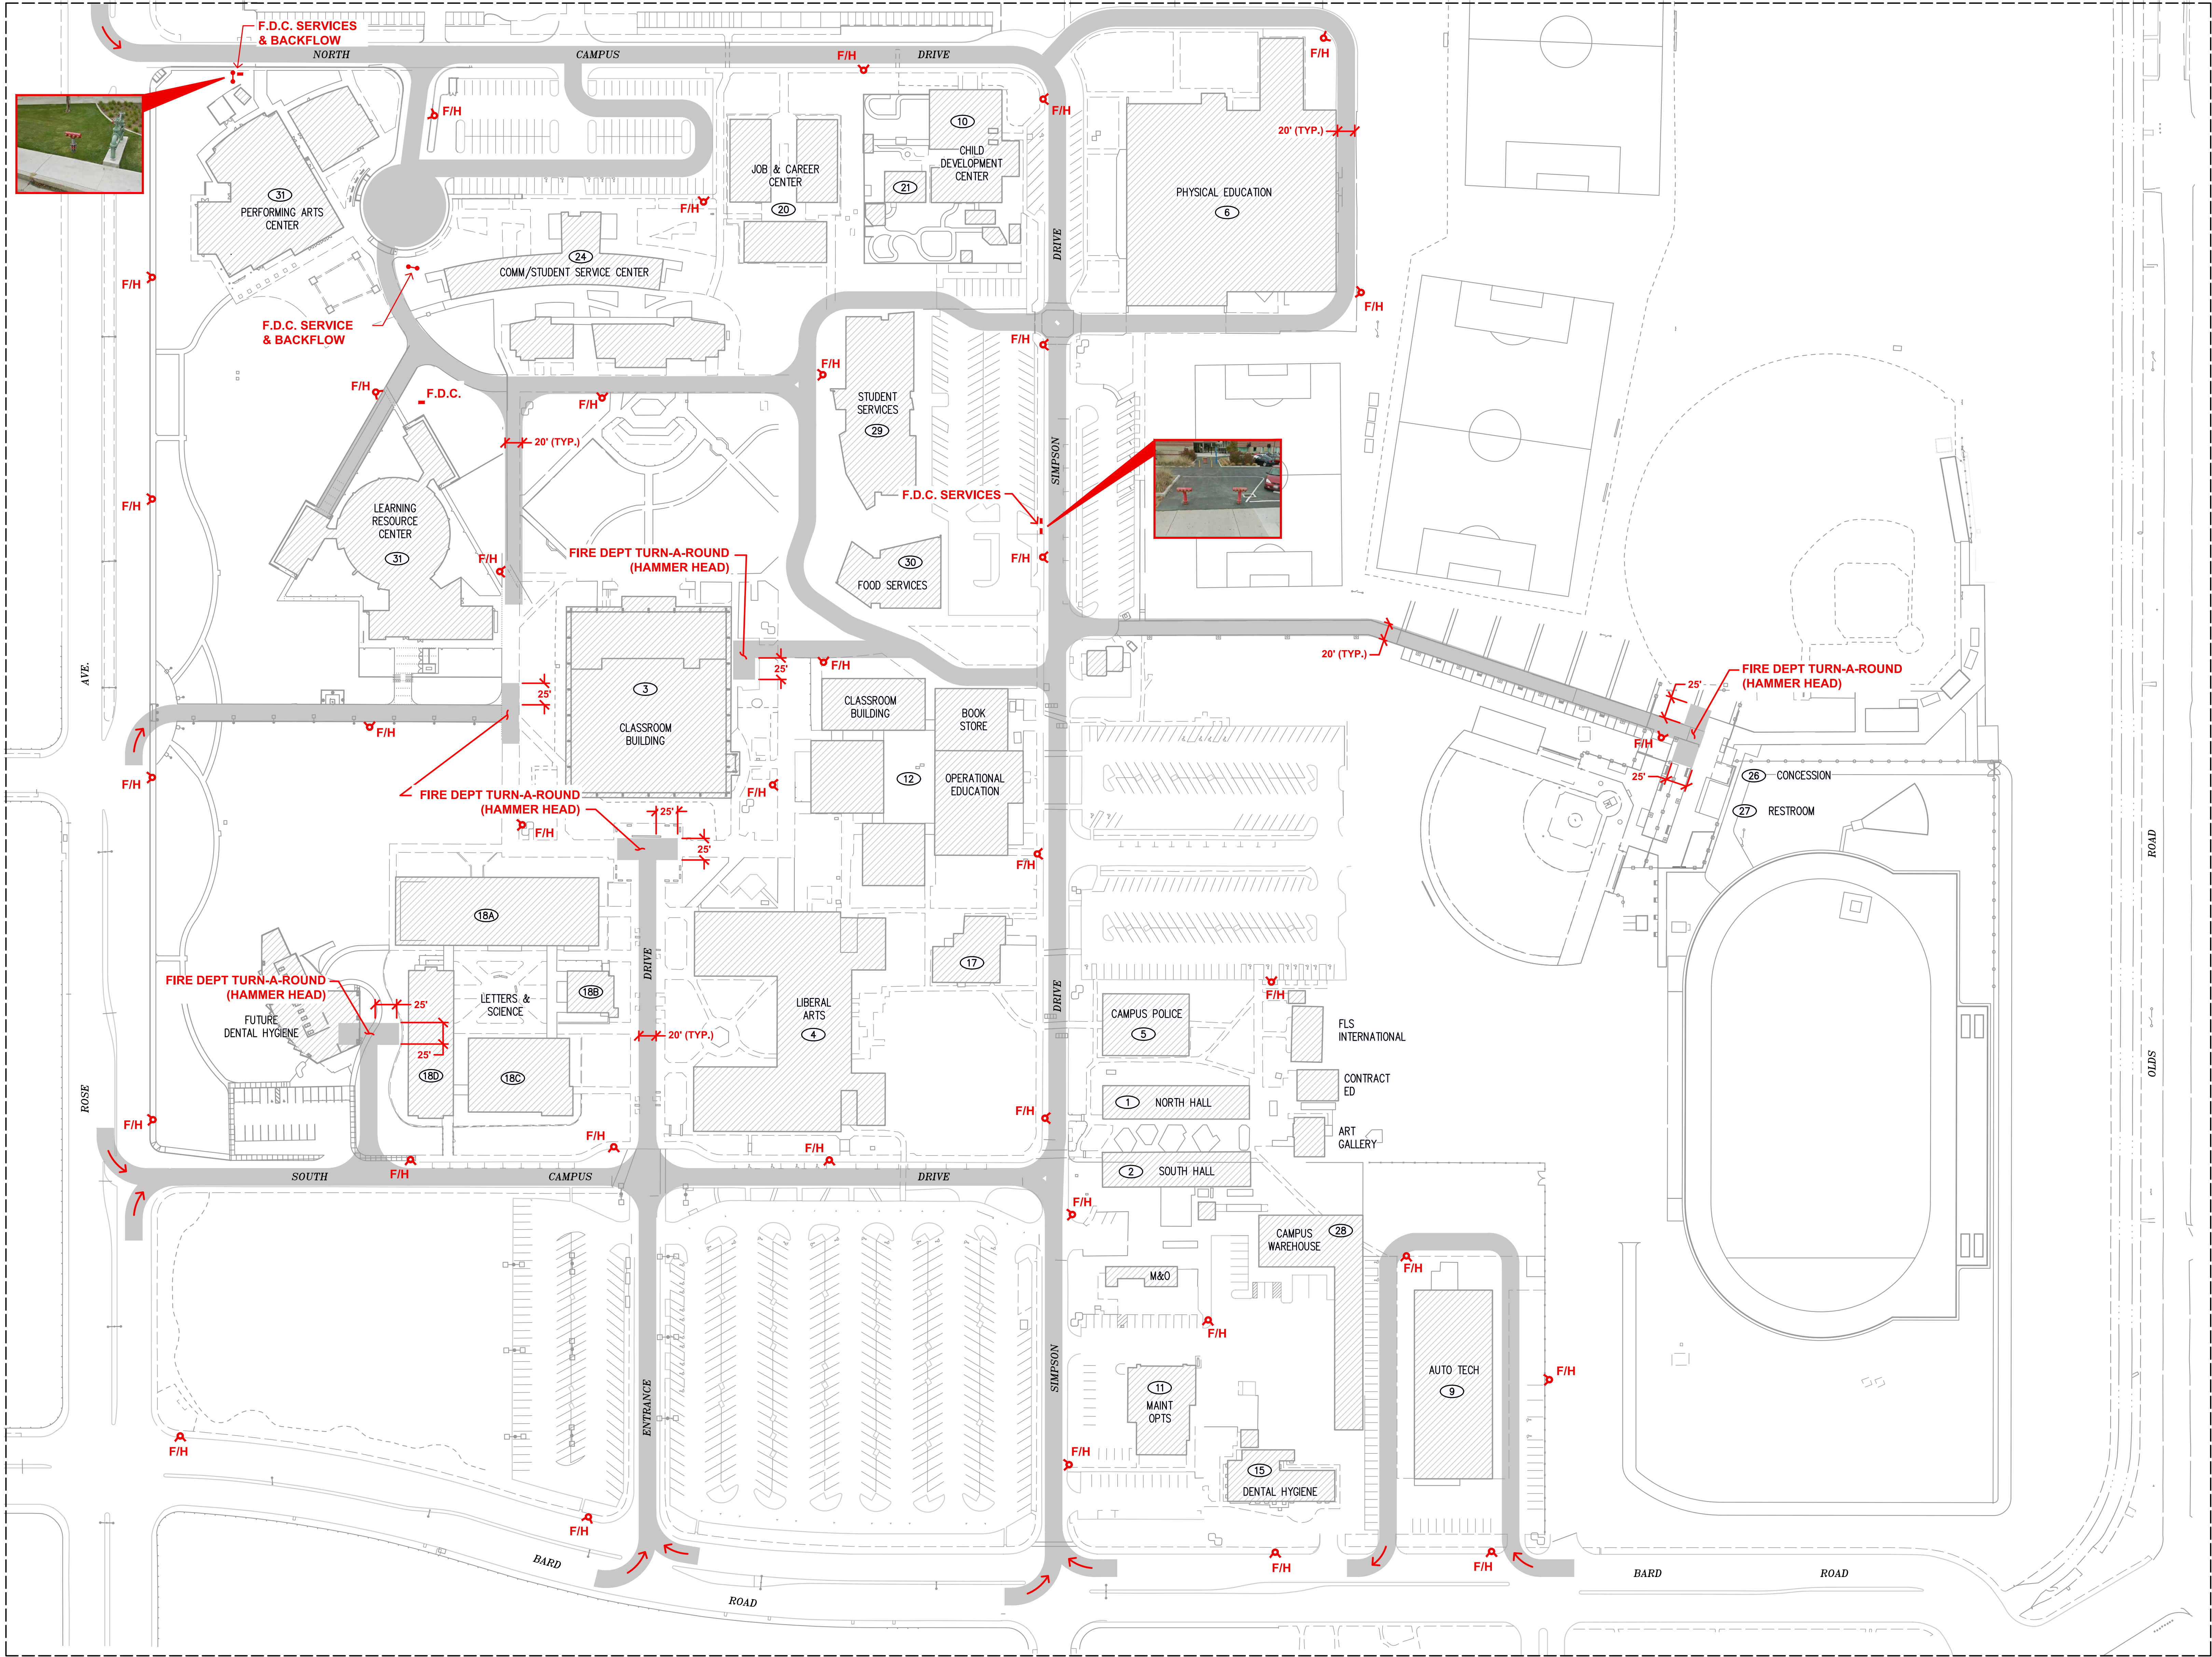 F.D.C. SERVICES
& BACKFLOW
NORTH
CAMPUS
DRIVE
F/H
F/H
F/H
F/H
20' (TYP.)
10
CHILD
DEVELOPMENT
CENTER
JOB & CAREER
CENTER
20
21
PHYSICAL EDUCATION
6
31
PERFORMING ARTS
CENTER
F/H
DRIVE
24
COMM/STUDENT SERVICE CENTER
F/H
F/H
F.D.C. SERVICE
& BACKFLOW
F/H
F/H
F/H
F.D.C.
F/H
STUDENT
SERVICES
29
20' (TYP.)
SIMPSON
F.D.C. SERVICES
F/H
LEARNING
RESOURCE
CENTER
31
F/H
FIRE DEPT TURN-A-ROUND
(HAMMER HEAD)
F/H
30
FOOD SERVICES
20' (TYP.)
AVE.
25'
F/H
FIRE DEPT TURN-A-ROUND
(HAMMER HEAD)
25'
25'
3
CLASSROOM
BUILDING
CLASSROOM
BUILDING
BOOK
STORE
F/H
F/H
F/H
25'
26
CONCESSION
12
OPERATIONAL
EDUCATION
F/H
FIRE DEPT TURN-A-ROUND
(HAMMER HEAD)
25'
27
RESTROOM
F/H
25'
F/H
ROAD
18A
DRIVE
17
FIRE DEPT TURN-A-ROUND
(HAMMER HEAD)
25'
LETTERS &
SCIENCE
18B
LIBERAL
ARTS
4
DRIVE
F/H
CAMPUS POLICE
5
FLS
INTERNATIONAL
FUTURE
DENTAL HYGIENE
25'
20' (TYP.)
18D
18C
OLDS
CONTRACT
ED
ROSE
1
NORTH HALL
F/H
F/H
ART
GALLERY
F/H
F/H
F/H
SOUTH
CAMPUS
DRIVE
2
SOUTH HALL
F/H
CAMPUS
WAREHOUSE
28
F/H
M&O
F/H
SIMPSON
ENTRANCE
AUTO TECH
9
F/H
11
MAINT
OPTS
F/H
F/H
15
DENTAL HYGIENE
F/H
BARD
ROAD
F/H
F/H
BARD
ROAD